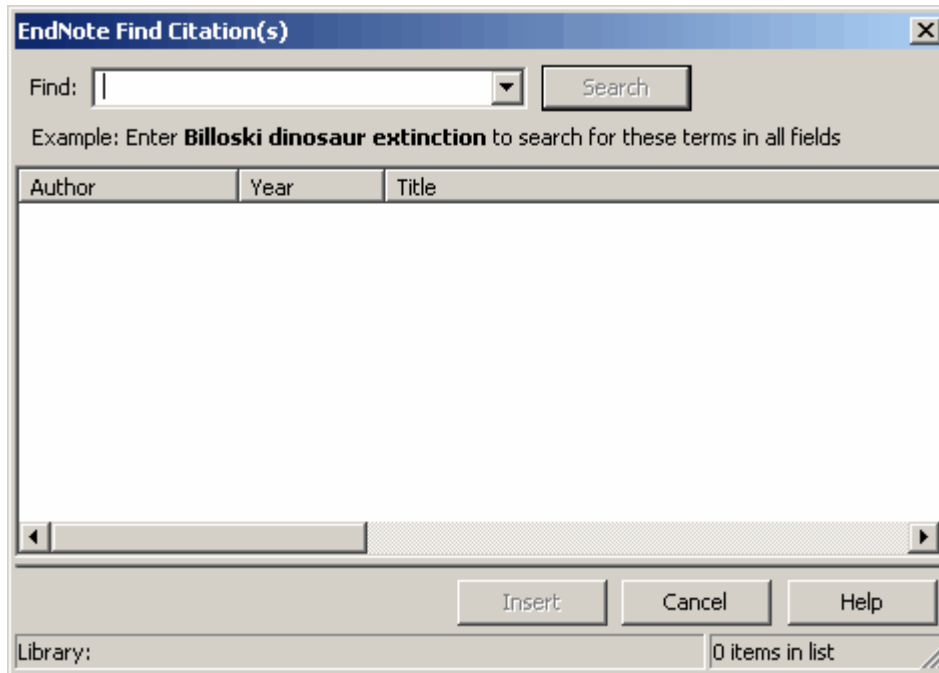 EndNote Find Citation(s)
Find: Search
Example: Enter Billoski dinosaur extinction to search for these terms in all fields
Author Year Title
Insert Cancel Help
Library: 0 items in list